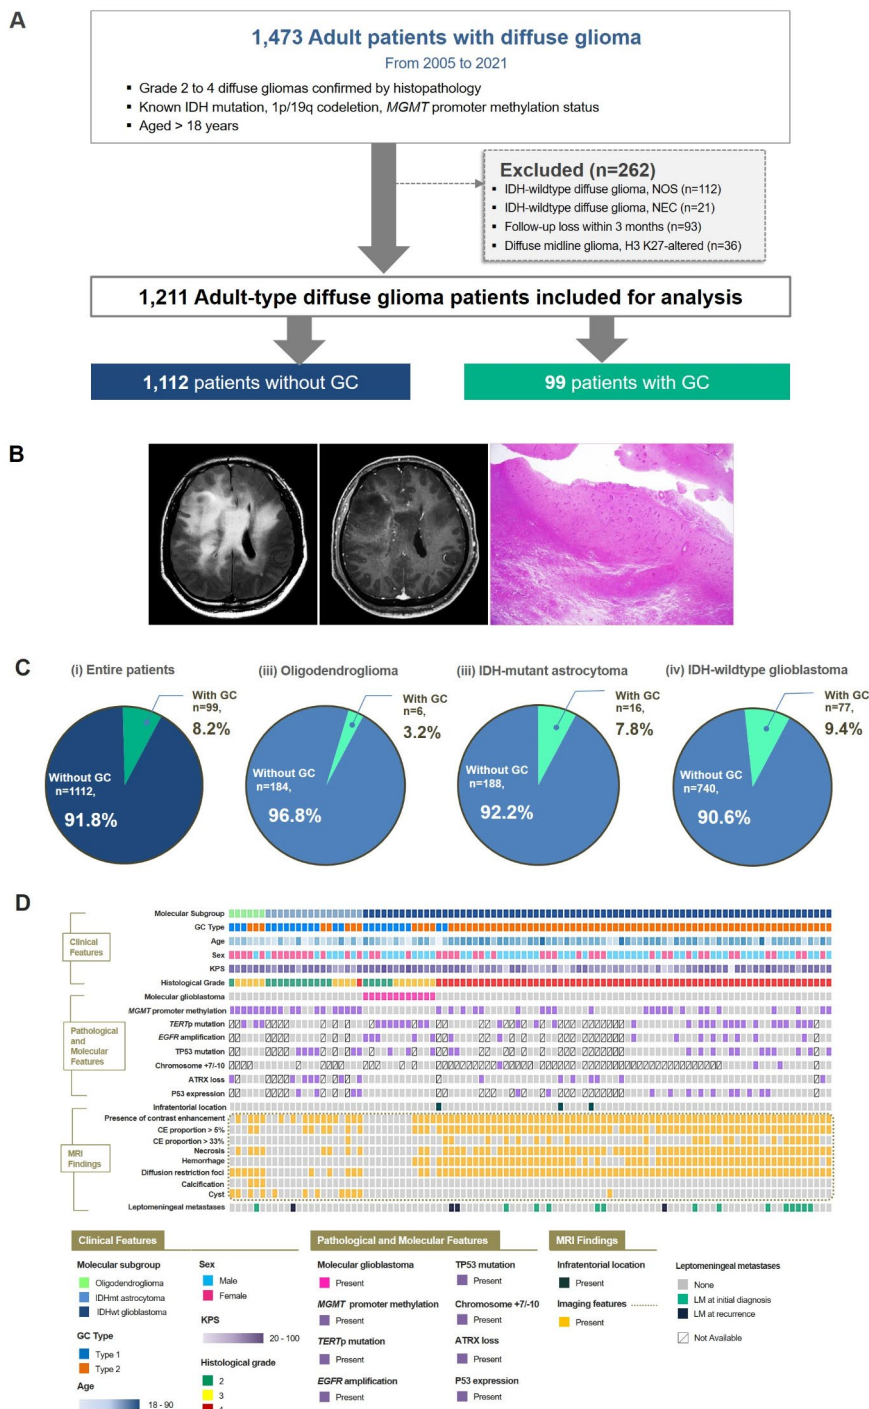 A
1,473 Adult patients with diffuse glioma
From 2005 to 2021
▪ Grade 2 to 4 diffuse gliomas confirmed by histopathology
▪ Known IDH mutation, 1p/19q codeletion, MGMT promoter methylation status
▪ Aged > 18 years
Excluded (n=262)
▪ IDH-wildtype diffuse glioma, NOS (n=112)
▪ IDH-wildtype diffuse glioma, NEC (n=21)
▪ Follow-up loss within 3 months (n=93)
▪ Diffuse midline glioma, H3 K27-altered (n=36)
1,211 Adult-type diffuse glioma patients included for analysis
1,112 patients without GC
99 patients with GC
B
C
(i) Entire patients
With GC
n=99,
8.2%
Without GC
n=1112,
91.8%
(iii) Oligodendroglioma
With GC
n=6,
3.2%
Without GC
n=184,
96.8%
(iii) IDH-mutant astrocytoma
With GC
n=16,
7.8%
Without GC
n=188,
92.2%
(iv) IDH-wildtype glioblastoma
With GC
n=77,
9.4%
Without GC
n=740,
90.6%
D
Clinical
Features
Molecular Subgroup
GC Type
Age
Sex
KPS
Histological Grade
Pathological
and
Molecular
Features
Molecular glioblastoma
MGMT promoter methylation
TERTp mutation
EGFR amplification
TP53 mutation
Chromosome +7/-10
ATRX loss
P53 expression
MRI
Findings
Infratentorial location
Presence of contrast enhancement
CE proportion > 5%
CE proportion > 33%
Necrosis
Hemorrhage
Diffusion restriction foci
Calcification
Cyst
Leptomeningeal metastases
Clinical Features
Molecular subgroup
Oligodendroglioma
IDHmt astrocytoma
IDHwt glioblastoma
GC Type
Type 1
Type 2
Age
18 - 90
Sex
Male
Female
KPS
20 - 100
Histological grade
2
3
Pathological and Molecular Features
Molecular glioblastoma
Present
MGMT promoter methylation
Present
TERTp mutation
Present
EGFR amplification
Present
TP53 mutation
Present
Chromosome +7/-10
Present
ATRX loss
Present
P53 expression
Present
MRI Findings
Infratentorial location
Present
Imaging features
Present
Leptomeningeal metastases
None
LM at initial diagnosis
LM at recurrence
Not Available